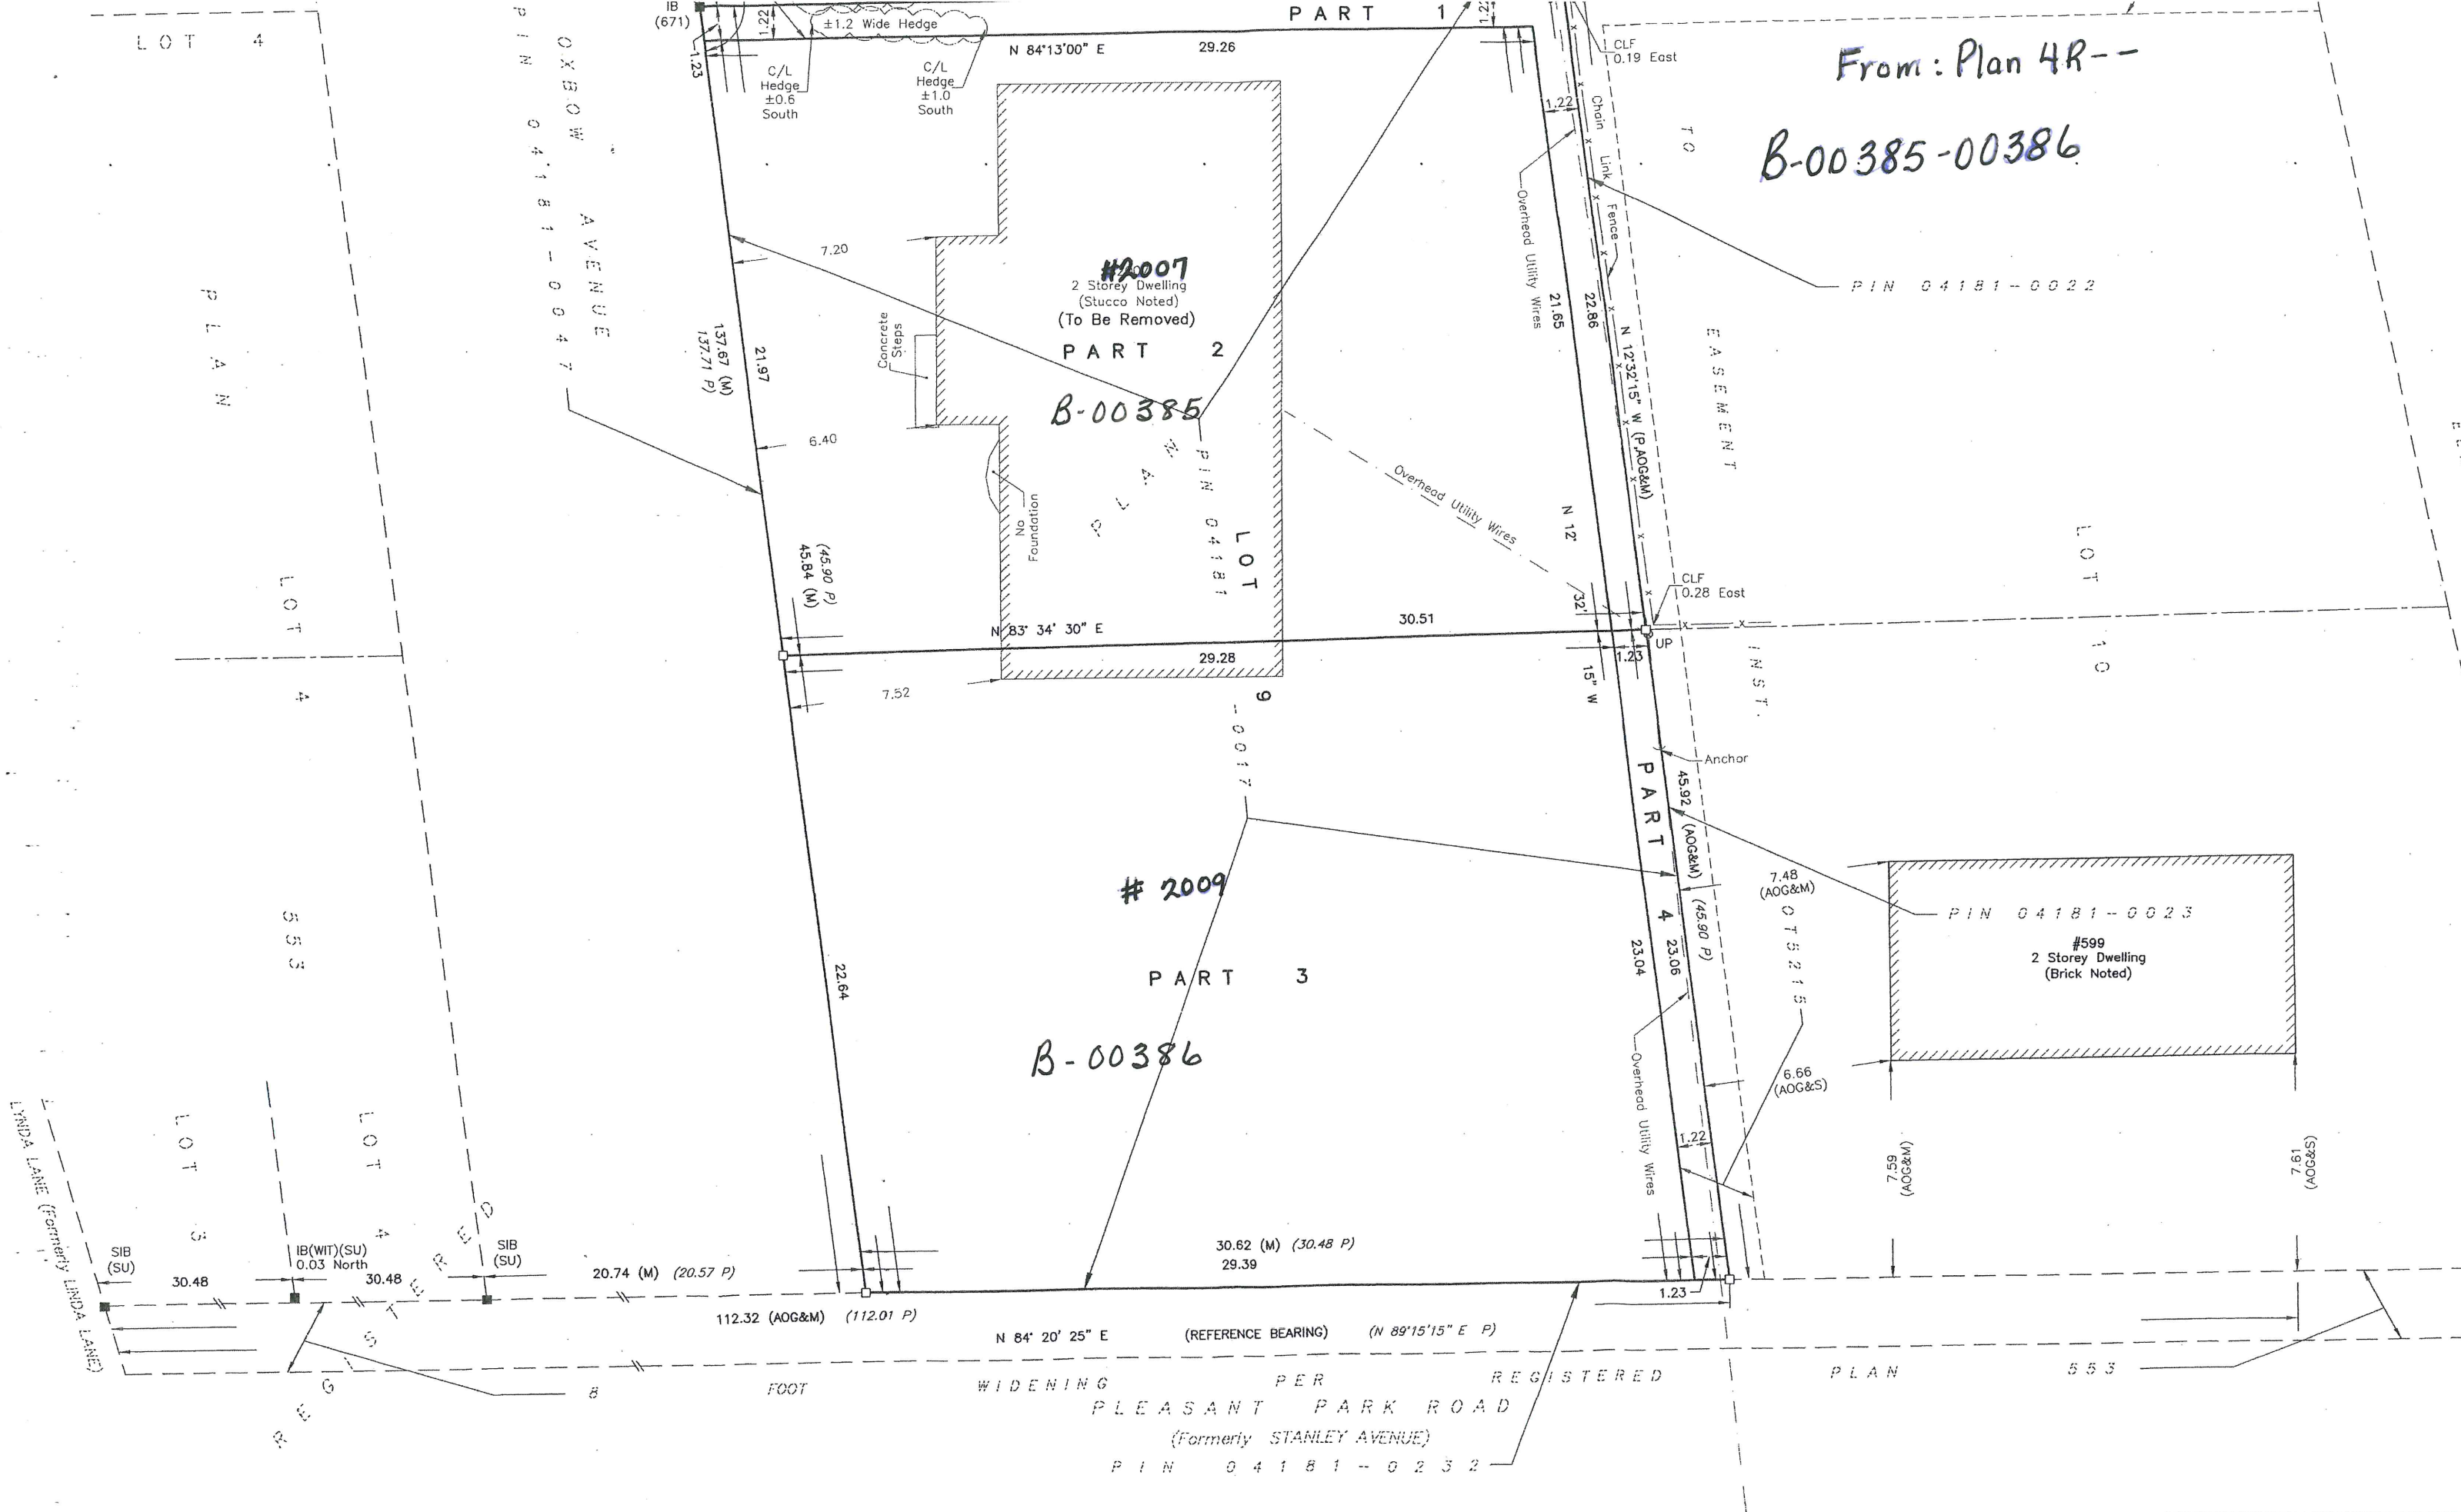 IB
(671)
1.22
±1.2 Wide Hedge
PART 1
1.22
LOT 4
PIN 04181-0047
OXBOW AVENUE
1.23
N 84°13'00" E
29.26
C/L
Hedge
±0.6
South
C/L
Hedge
±1.0
South
CLF
0.19 East
From: Plan 4R--
B-00385-00386
1.22
Chain Link Fence
TO
Overhead Utility Wires
7.20
#2007
2 Storey Dwelling
(Stucco Noted)
(To Be Removed)
PART 2
B-00385
PIN 04181-0022
PLAN
137.67 (M)
137.71 P)
21.97
Concrete
Steps
21.65
22.86
N 12°32'15" W (P,AOG&M)
EASEMENT
6.40
PLAN
PIN 04181
LOT
No
Foundation
Overhead Utility Wires
N 12°
LOT
10
(45.90 P)
45.84 (M)
LOT 4
CLF
0.28 East
32'
N 83° 34' 30" E
30.51
29.28
1.23
UP
15" W
INST.
7.52
9
-0017
Anchor
PART 4
45.92 (AOG&M)
(45.90 P)
# 2009
7.48
(AOG&M)
OT5215
PIN 04181-0023
#599
2 Storey Dwelling
(Brick Noted)
553
22.64
PART 3
23.04
23.06
B-00386
Overhead Utility Wires
6.66
(AOG&S)
1.22
7.59
(AOG&M)
7.61
(AOG&S)
LYNDA LANE (Formerly LINDA LANE)
LOT 3
LOT 4
REGISTERED
SIB
(SU)
30.48
IB(WIT)(SU)
0.03 North
30.48
SIB
(SU)
20.74 (M) (20.57 P)
30.62 (M) (30.48 P)
29.39
1.23
112.32 (AOG&M) (112.01 P)
N 84° 20' 25" E (REFERENCE BEARING) (N 89°15'15" E P)
8 FOOT WIDENING PER REGISTERED PLAN 553
PLEASANT PARK ROAD
(Formerly STANLEY AVENUE)
PIN 04181-0232